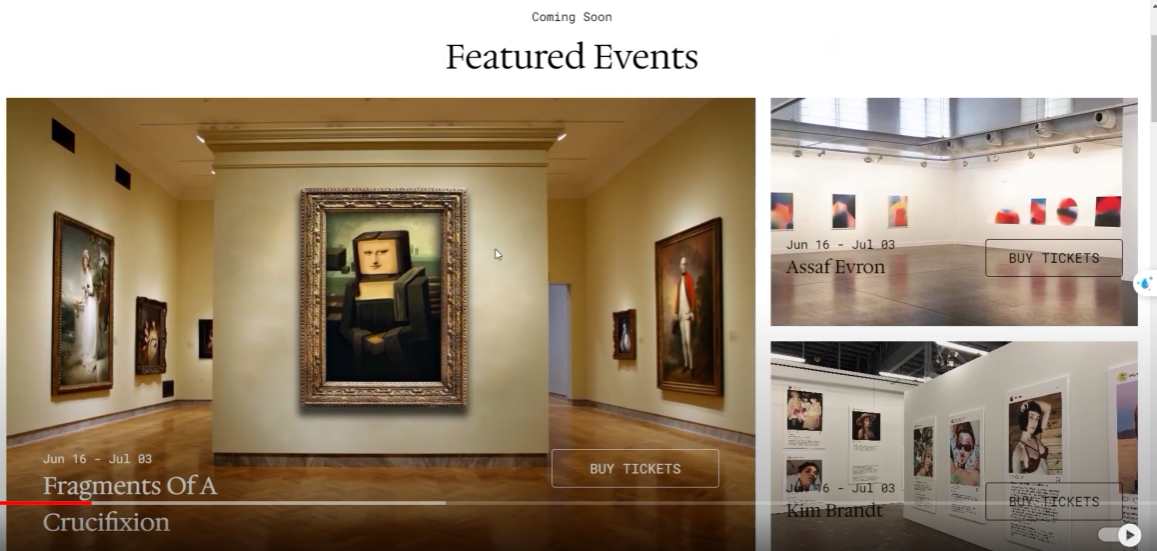 Coming Soon
Featured Events
Jun 16 - Jul 03
Fragments Of A
Crucifixion
BUY TICKETS
Jun 16 - Jul 03
Assaf Evron
BUY TICKETS
Jun 16 - Jul 03
Kim Brandt
BUY TICKETS